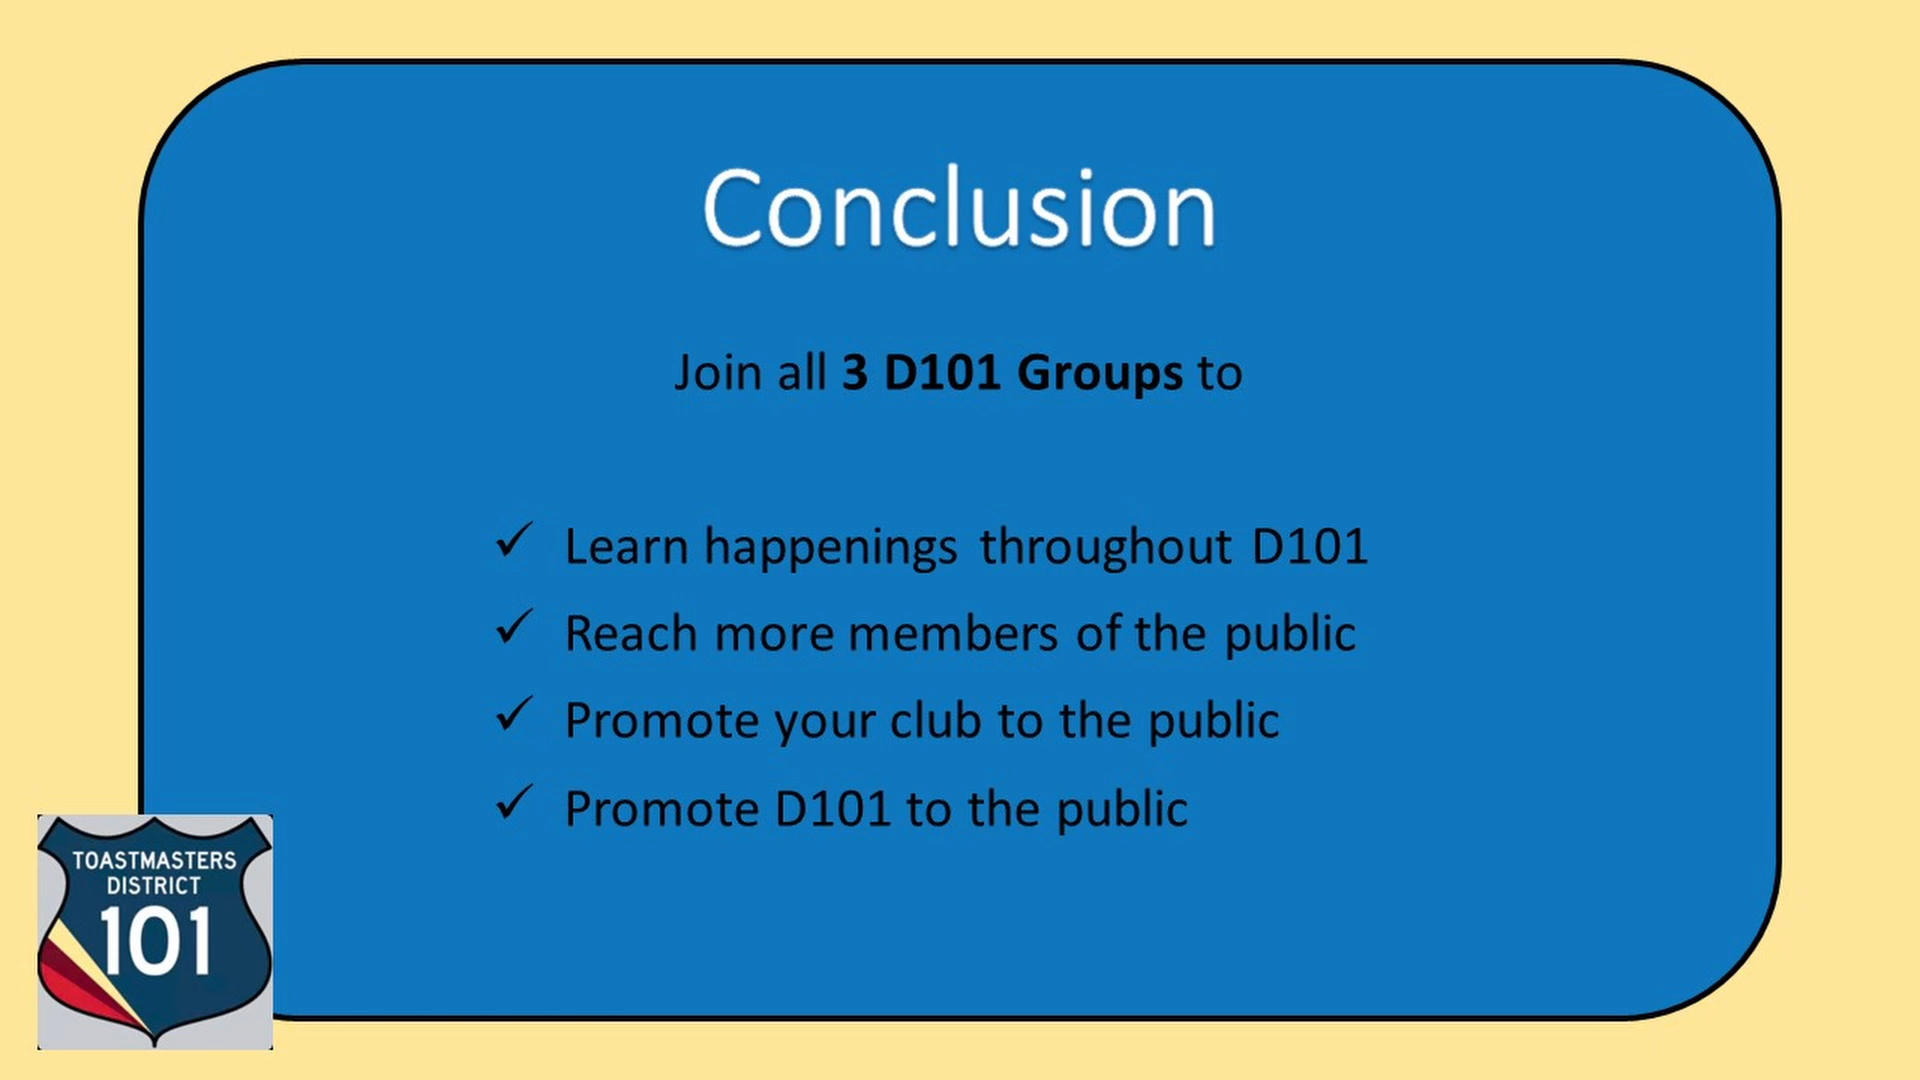 Conclusion
Join all 3 D101 Groups to
✓ Learn happenings throughout D101
✓ Reach more members of the public
✓ Promote your club to the public
✓ Promote D101 to the public
TOASTMASTERS
DISTRICT
101